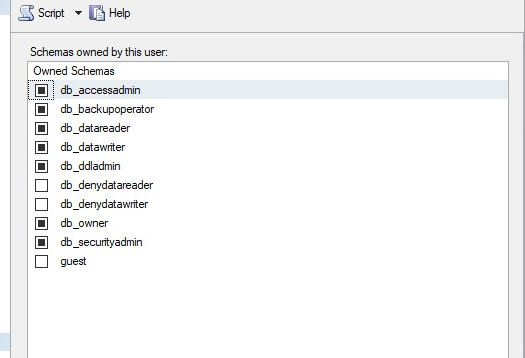 Script Help
Schemas owned by this user:
Owned Schemas
db_accessadmin
db_backupoperator
db_datareader
db_datawriter
db_ddladmin
db_denydatareader
db_denydatawriter
db_owner
db_securityadmin
guest